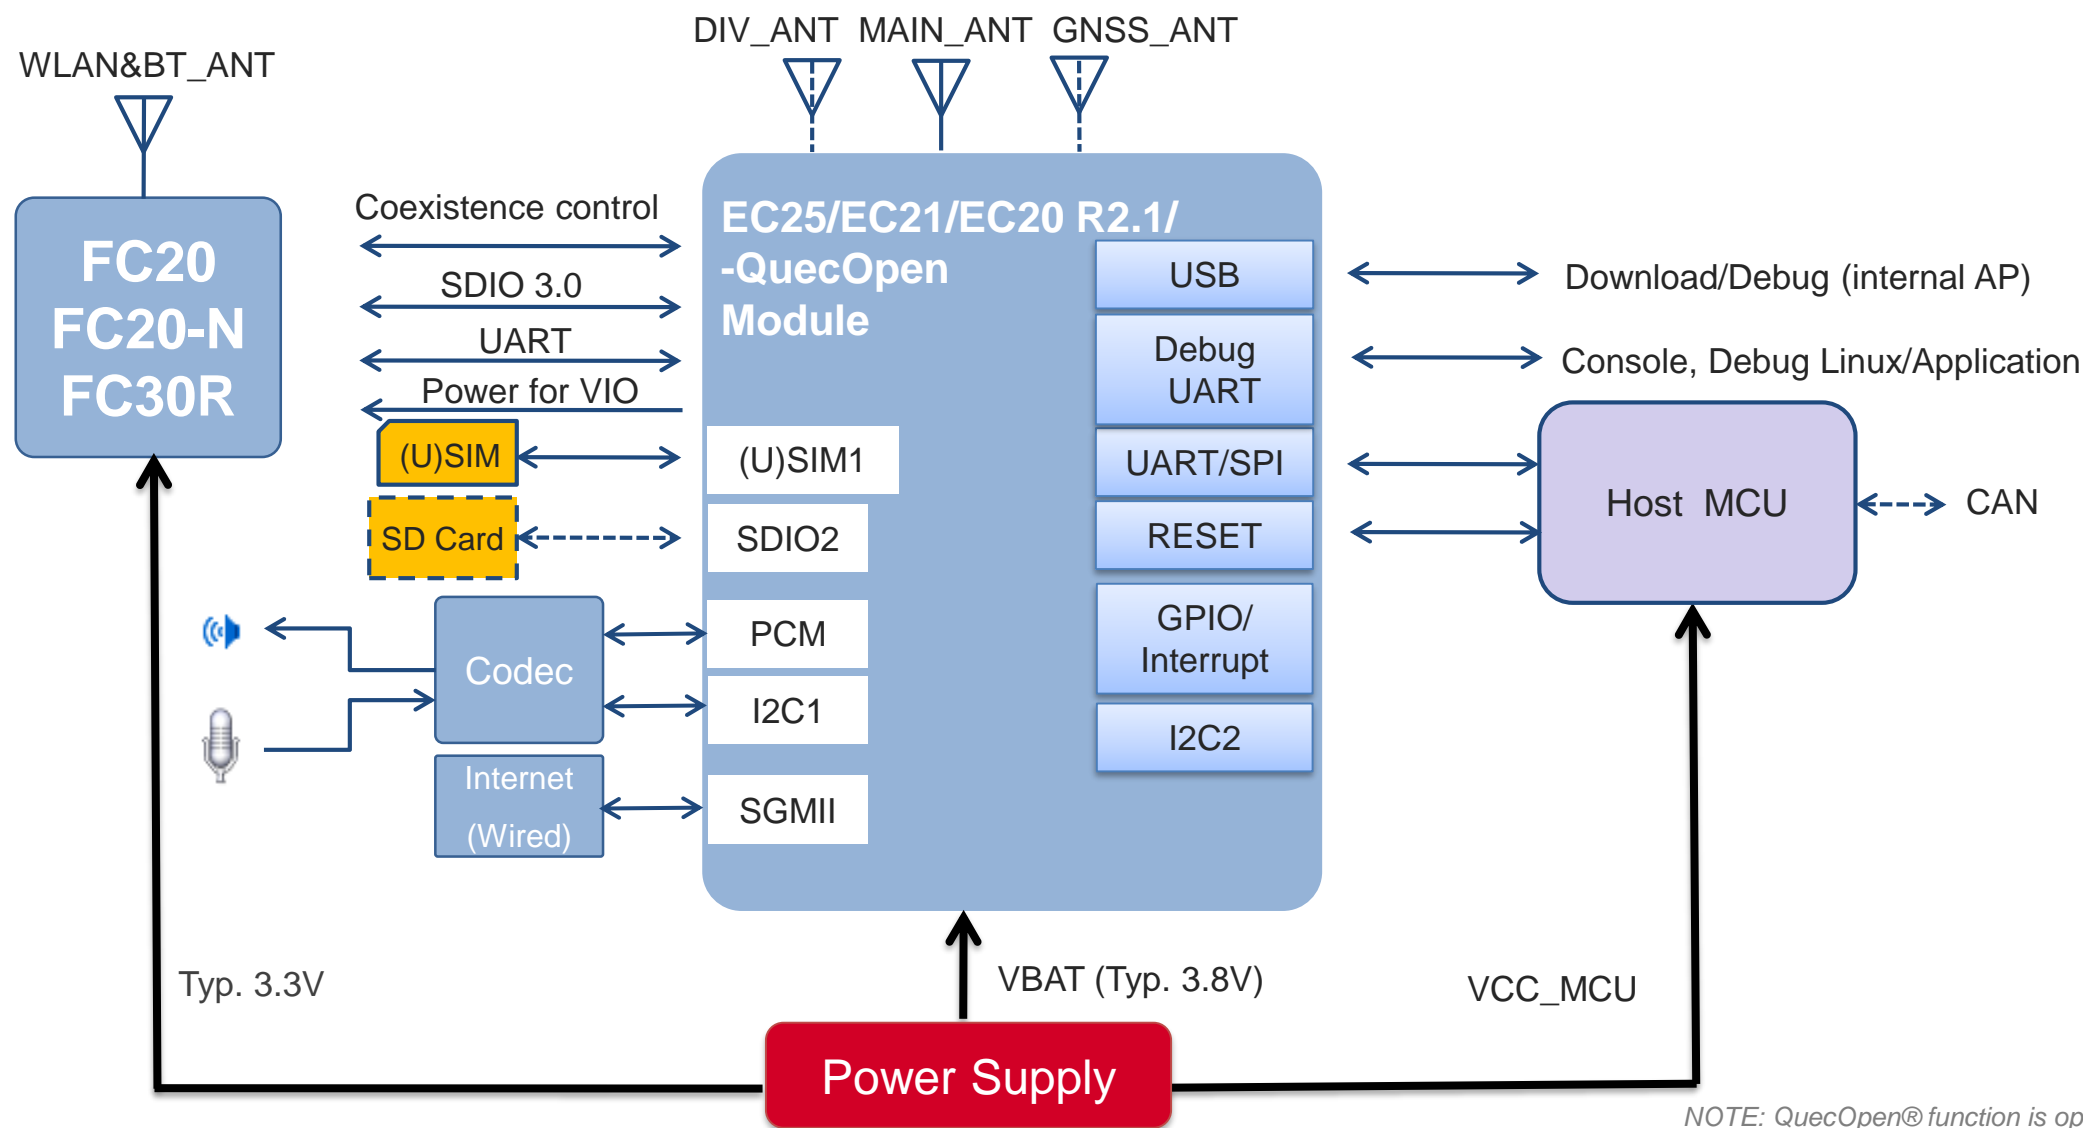 DIV_ANT MAIN_ANT GNSS_ANT
WLAN&BT_ANT
FC20
FC20-N
FC30R
Coexistence control
SDIO 3.0
UART
Power for VIO
(U)SIM
SD Card
Codec
Internet
(Wired)
EC25/EC21/EC20 R2.1/
-QuecOpen
Module
(U)SIM1
SDIO2
PCM
I2C1
SGMII
USB
Debug
UART
UART/SPI
RESET
GPIO/
Interrupt
I2C2
Download/Debug (internal AP)
Console, Debug Linux/Application
Host MCU
CAN
Typ. 3.3V
VBAT (Typ. 3.8V)
VCC_MCU
Power Supply
NOTE: QuecOpen® function is op